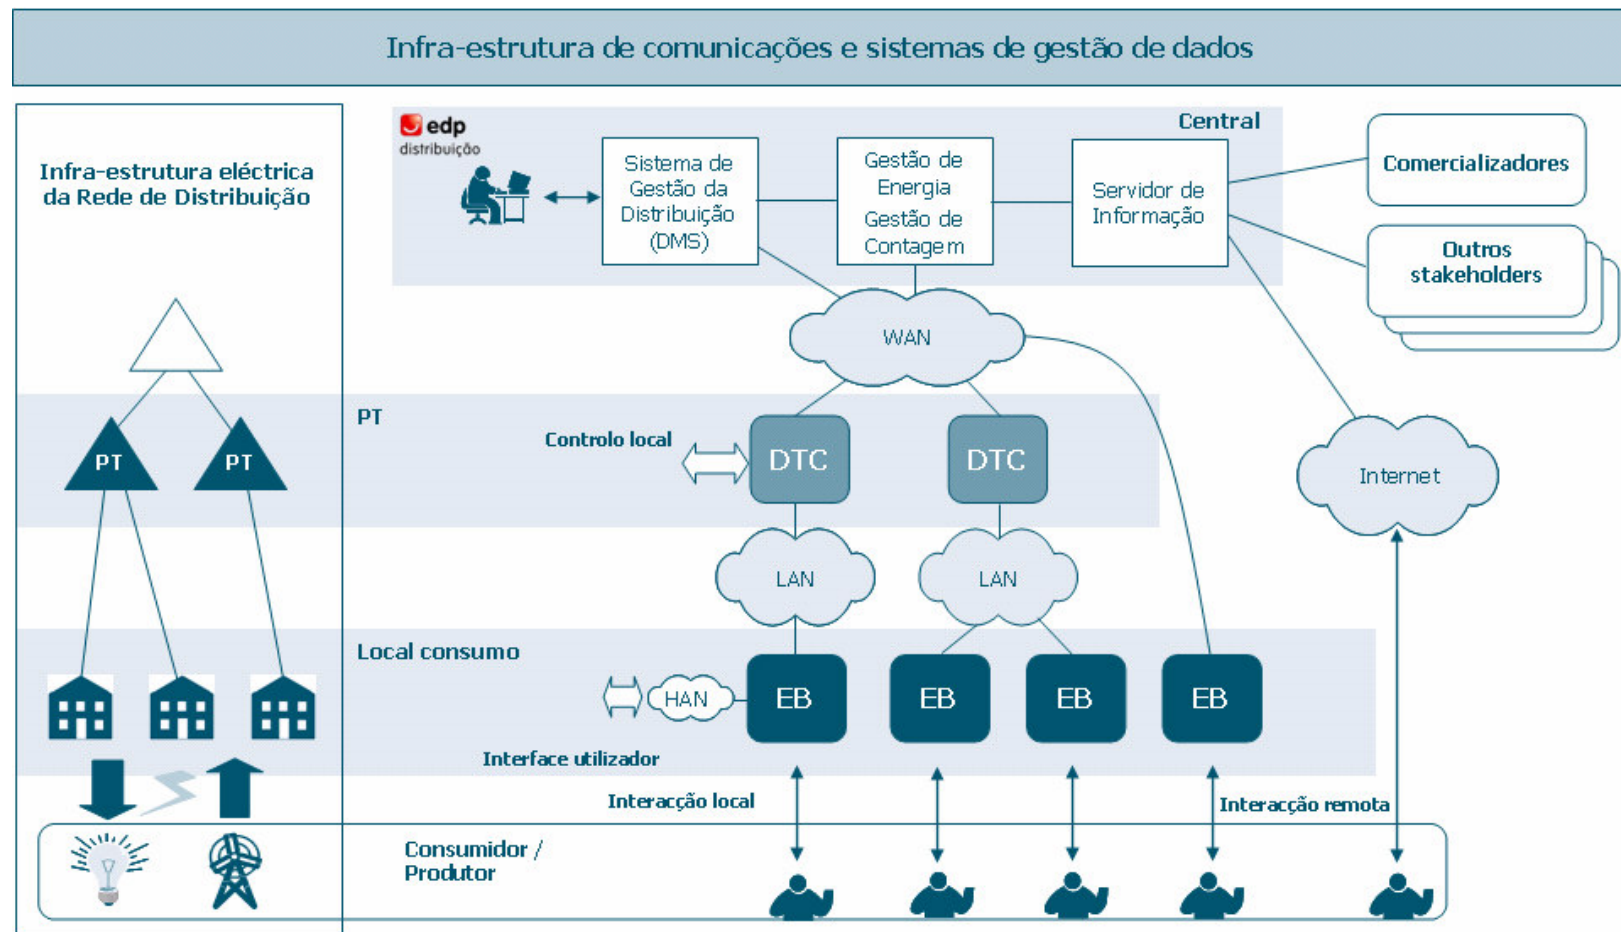 Infra-estrutura de comunicações e sistemas de gestão de dados
Infra-estrutura eléctrica
da Rede de Distribuição
edp
distribuição
Central
Sistema de
Gestão da
Distribuição
(DMS)
Gestão de
Energia
Gestão de
Contagem
Servidor de
Informação
Comercializadores
Outros
stakeholders
WAN
PT
PT
PT
Controlo local
DTC
DTC
Internet
LAN
LAN
Local consumo
HAN
EB
EB
EB
EB
Interface utilizador
Interacção local
Interacção remota
Consumidor /
Produtor